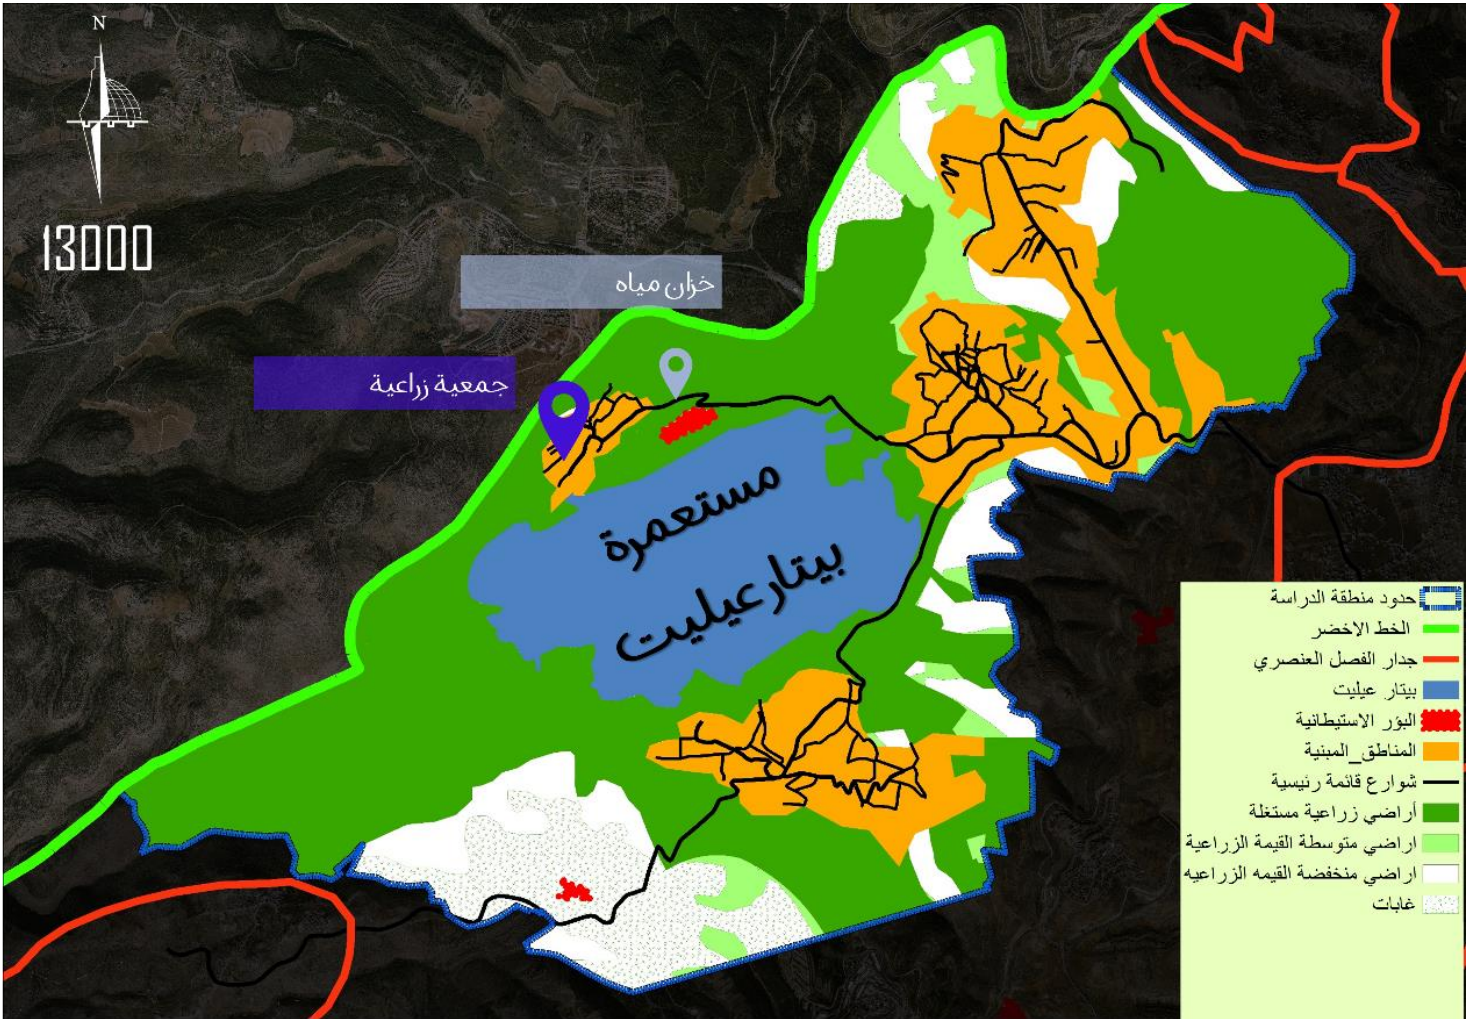 N
13000
خزان مياه
جمعية زراعية
مستعمرة
بيتار عيليت
حدود منطقة الدراسة
الخط الاخضر
جدار الفصل العنصري
بيتار عيليت
البؤر الاستيطانية
المناطق_المبنية
شوارع قائمة رئيسية
أراضي زراعية مستغلة
اراضي متوسطة القيمة الزراعية
اراضي منخفضة القيمه الزراعيه
غابات